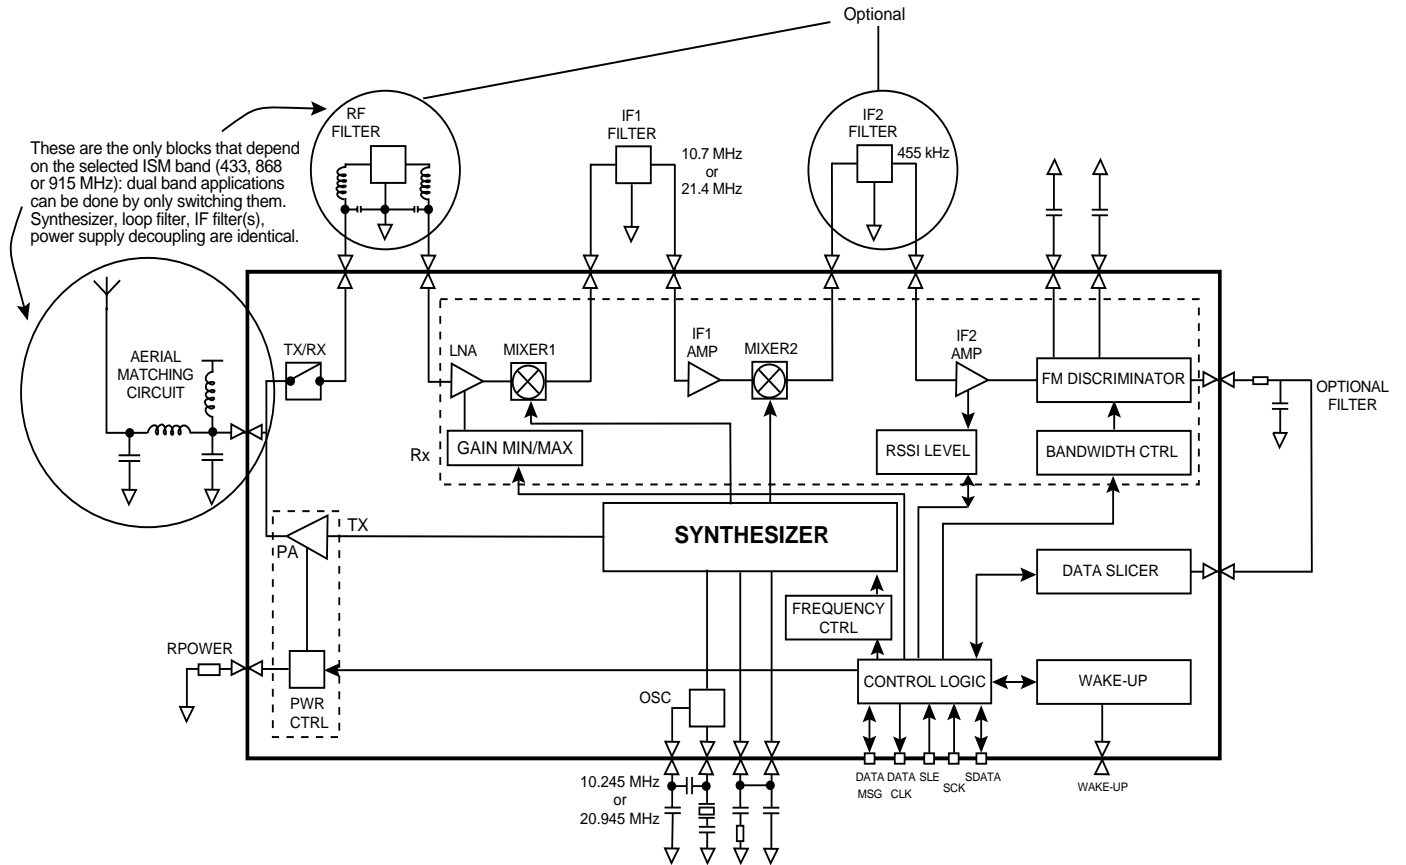 Optional
RF
FILTER
IF1
FILTER
10.7 MHz
or
21.4 MHz
IF2
FILTER
455 kHz
These are the only blocks that depend
on the selected ISM band (433, 868
or 915 MHz): dual band applications
can be done by only switching them.
Synthesizer, loop filter, IF filter(s),
power supply decoupling are identical.
AERIAL
MATCHING
CIRCUIT
TX/RX
LNA
MIXER1
IF1
AMP
MIXER2
IF2
AMP
FM DISCRIMINATOR
OPTIONAL
FILTER
Rx
GAIN MIN/MAX
RSSI LEVEL
BANDWIDTH CTRL
PA
TX
SYNTHESIZER
DATA SLICER
FREQUENCY
CTRL
RPOWER
PWR
CTRL
OSC
CONTROL LOGIC
WAKE-UP
10.245 MHz
or
20.945 MHz
DATA
MSG
DATA
CLK
SLE
SCK
SDATA
WAKE-UP